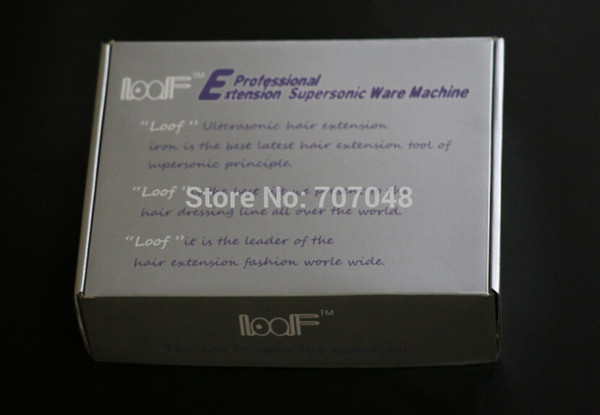 LOOF™ Professional
Extension Supersonic Ware Machine
"Loof" Ultrasonic hair extension
iron is the best latest hair extension tool of
supersonic principle.
"Loof" the best
Store No: 707048
hair dressing line all over the world.
"Loof" it is the leader of the
hair extension fashion worle wide.
LOOF™